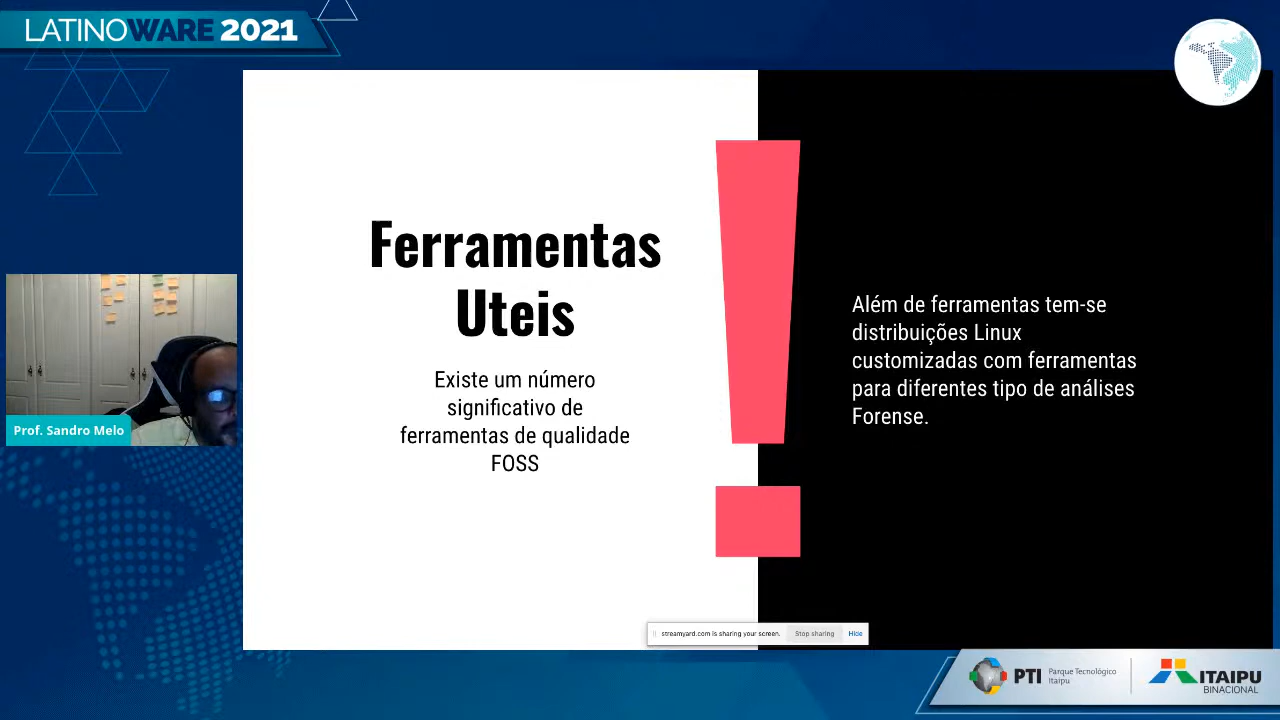 LATINOWARE 2021
Ferramentas
Uteis
Existe um número
significativo de
ferramentas de qualidade
FOSS
Além de ferramentas tem-se
distribuições Linux
customizadas com ferramentas
para diferentes tipo de análises
Forense.
Prof. Sandro Melo
streamyard.com is sharing your screen. Stop sharing Hide
PTI Parque Tecnológico
Itaipu
ITAIPU
BINACIONAL